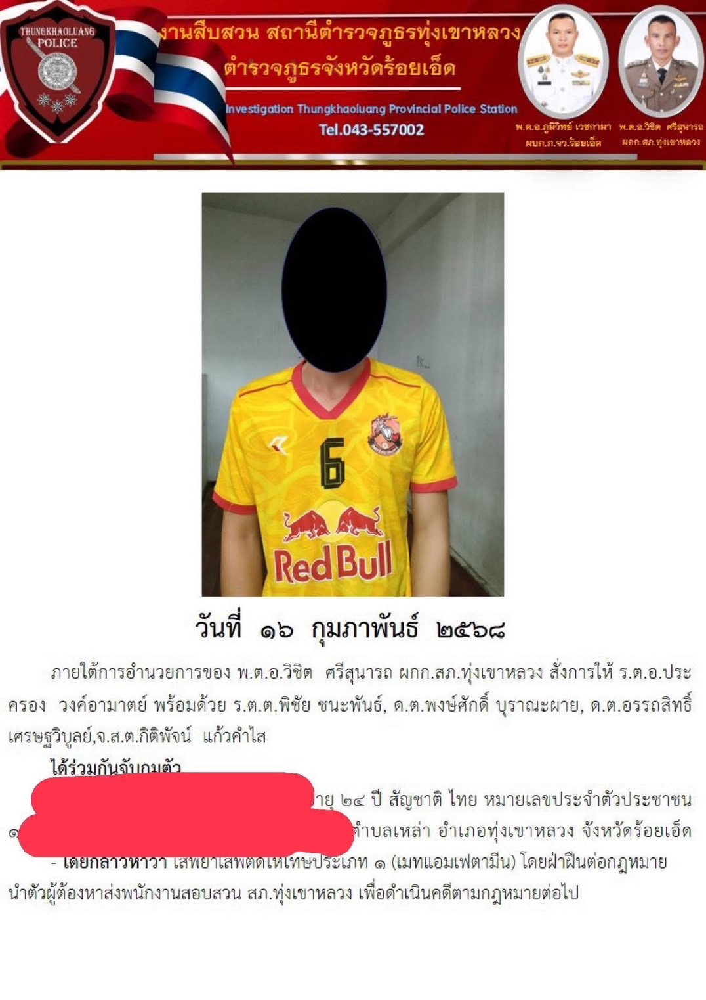 THUNGKHAOLUANG
POLICE
งานสืบสวน สถานีตำรวจภูธรทุ่งเขาหลวง
ตำรวจภูธรจังหวัดร้อยเอ็ด
Investigation Thungkhaoluang Provincial Police Station
Tel.043-557002
พ.ต.อ.ภูมิวิทย์ เวชกามา
ผบก.ภ.จว.ร้อยเอ็ด
พ.ต.อ.วิชิต ศรีสุนารถ
ผกก.สภ.ทุ่งเขาหลวง
6
Red Bull
วันที่ ๑๖ กุมภาพันธ์ ๒๕๖๘
ภายใต้การอำนวยการของ พ.ต.อ.วิชิต ศรีสุนารถ ผกก.สภ.ทุ่งเขาหลวง สั่งการให้ ร.ต.อ.ประ
ครอง วงค์อามาตย์ พร้อมด้วย ร.ต.ต.พิชัย ชนะพันธ์, ด.ต.พงษ์ศักดิ์ บุราณะผาย, ด.ต.อรรถสิทธิ์
เศรษฐวิบูลย์,จ.ส.ต.กิติพัจน์ แก้วคำไส
ได้ร่วมกันจับกุมตัว
ายุ ๒๔ ปี สัญชาติ ไทย หมายเลขประจำตัวประชาชน
๑ ตำบลเหล่า อำเภอทุ่งเขาหลวง จังหวัดร้อยเอ็ด
- โดยกล่าวหาว่า เสพยาเสพติดให้โทษประเภท ๑ (เมทแอมเฟตามีน) โดยฝ่าฝืนต่อกฎหมาย
นำตัวผู้ต้องหาส่งพนักงานสอบสวน สภ.ทุ่งเขาหลวง เพื่อดำเนินคดีตามกฎหมายต่อไป